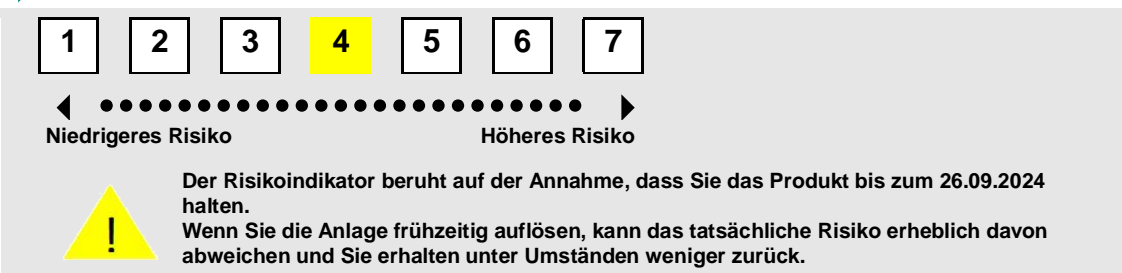 1 2 3 4 5 6 7
Niedrigeres Risiko Höheres Risiko
Der Risikoindikator beruht auf der Annahme, dass Sie das Produkt bis zum 26.09.2024
halten.
! Wenn Sie die Anlage frühzeitig auflösen, kann das tatsächliche Risiko erheblich davon
abweichen und Sie erhalten unter Umständen weniger zurück.